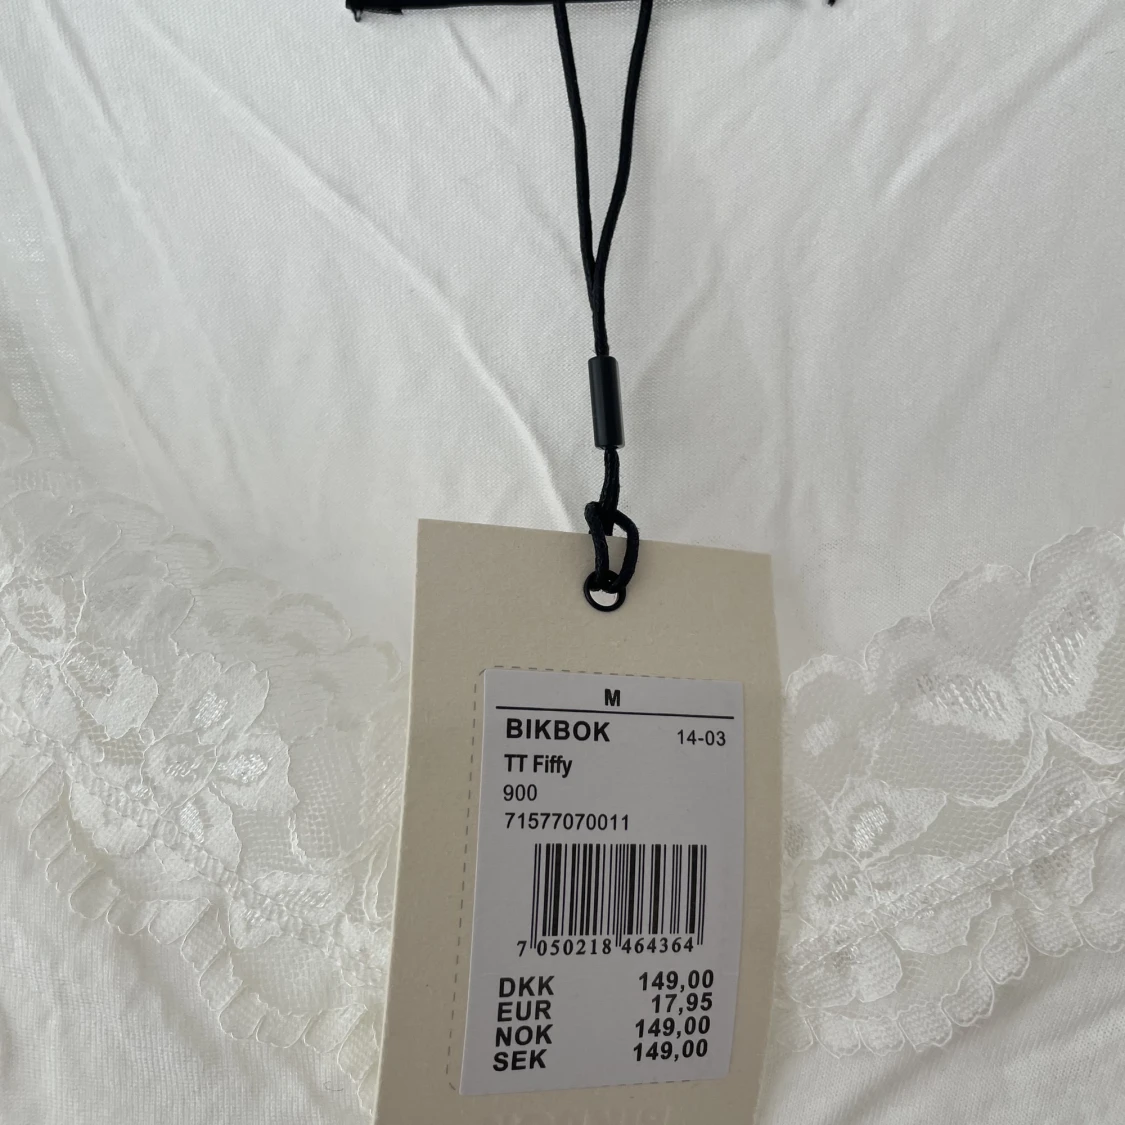 M
BIKBOK 14-03
TT Fiffy
900
71577070011
7 050218 464364
DKK 149,00
EUR 17,95
NOK 149,00
SEK 149,00